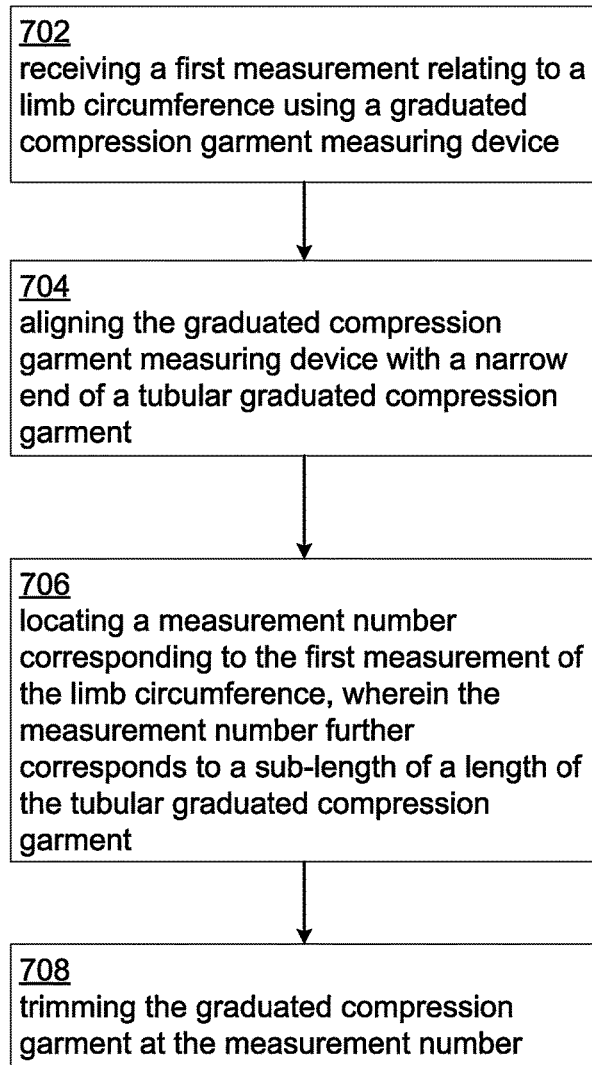 702
receiving a first measurement relating to a
limb circumference using a graduated
compression garment measuring device
704
aligning the graduated compression
garment measuring device with a narrow
end of a tubular graduated compression
garment
706
locating a measurement number
corresponding to the first measurement of
the limb circumference, wherein the
measurement number further
corresponds to a sub-length of a length of
the tubular graduated compression
garment
708
trimming the graduated compression
garment at the measurement number